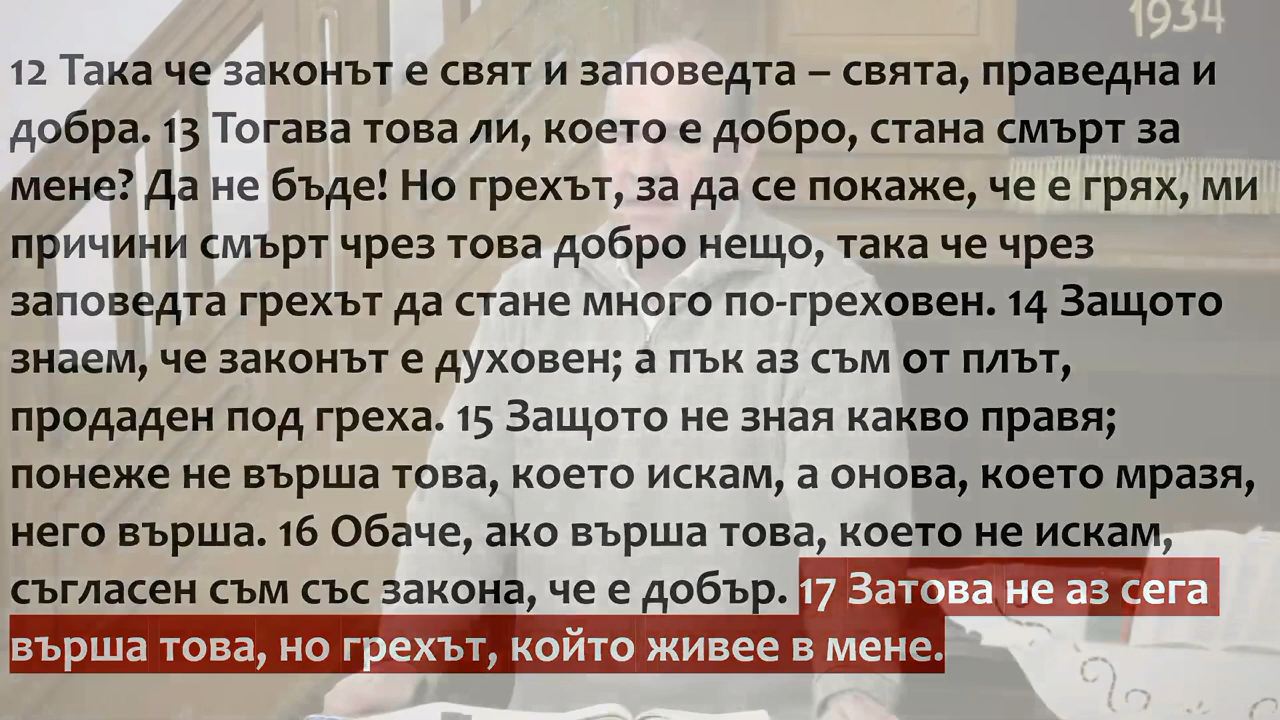 1934
12 Така че законът е свят и заповедта – свята, праведна и
добра. 13 Тогава това ли, което е добро, стана смърт за
мене? Да не бъде! Но грехът, за да се покаже, че е грях, ми
причини смърт чрез това добро нещо, така че чрез
заповедта грехът да стане много по-греховен. 14 Защото
знаем, че законът е духовен; а пък аз съм от плът,
продаден под греха. 15 Защото не зная какво правя;
понеже не върша това, което искам, а онова, което мразя,
него върша. 16 Обаче, ако върша това, което не искам,
съгласен съм със закона, че е добър. 17 Затова не аз сега
върша това, но грехът, който живее в мене.